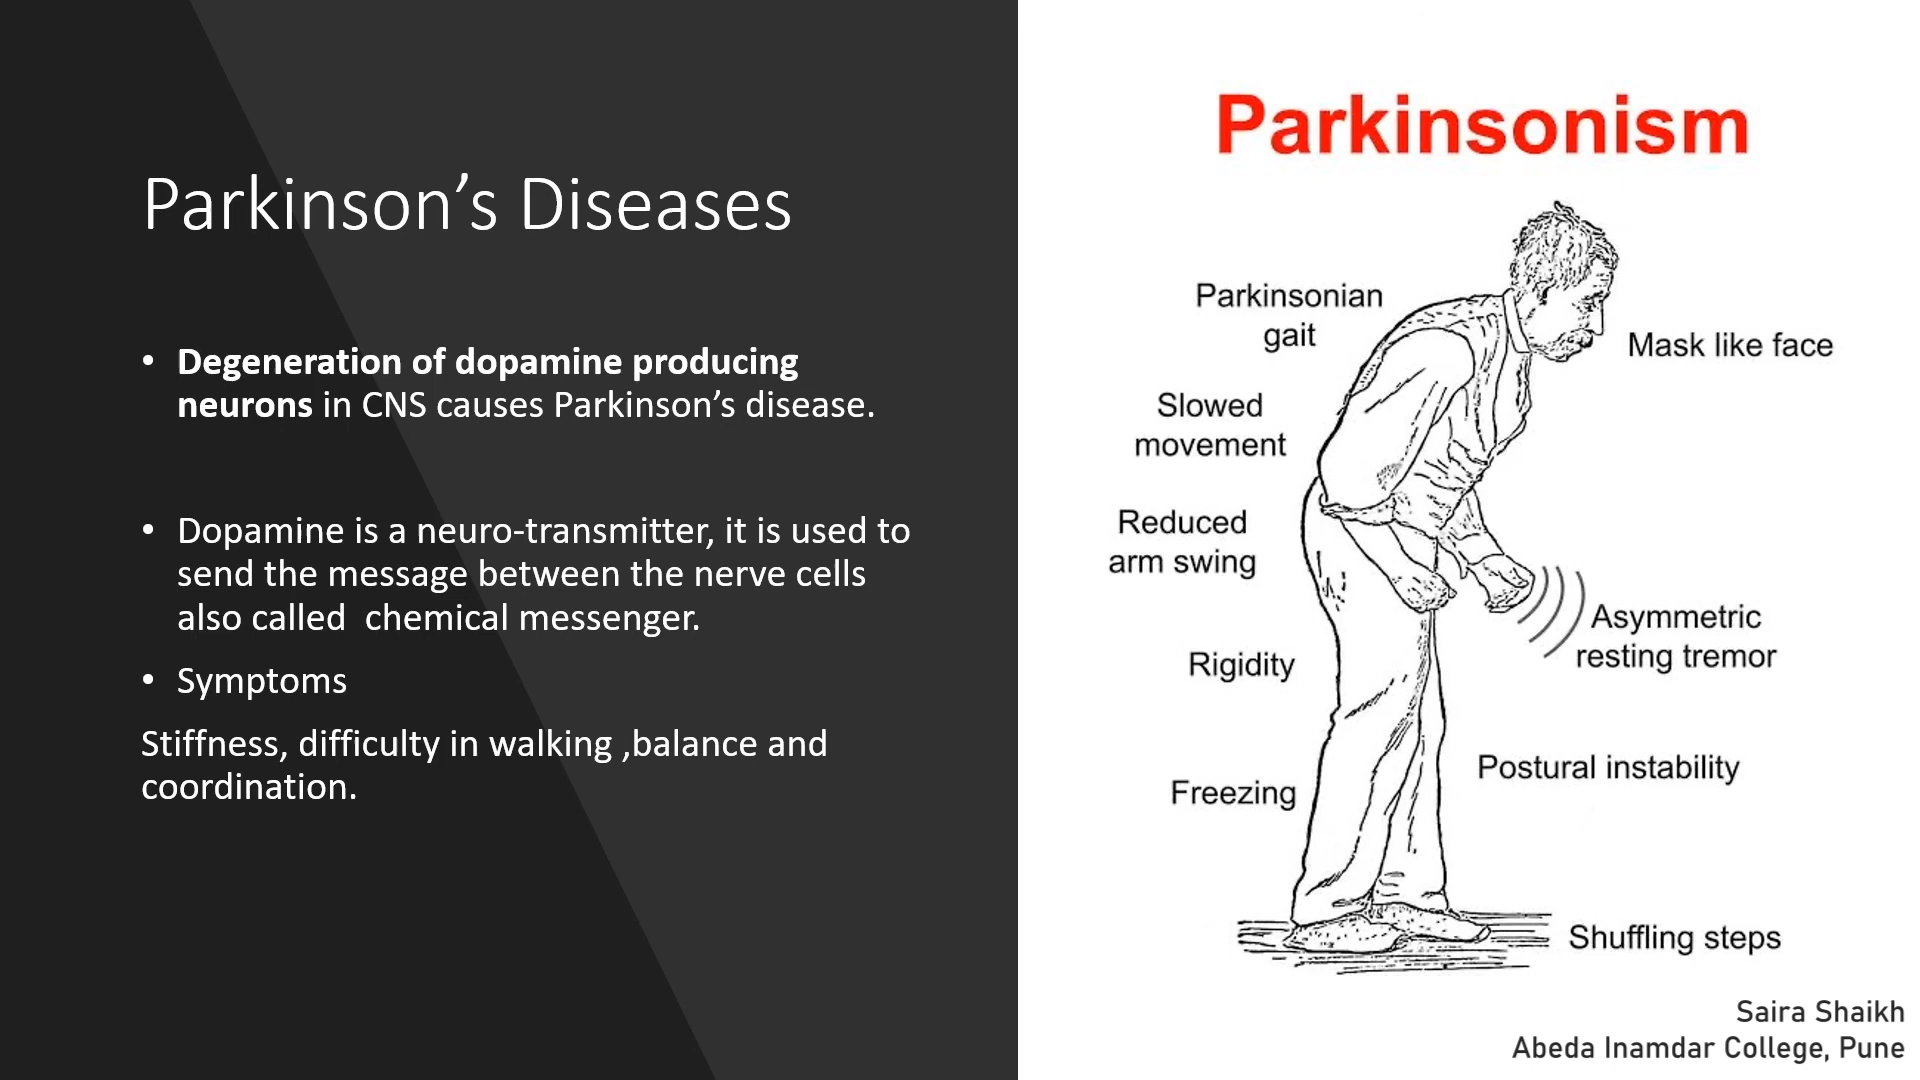 Parkinson’s Diseases
• Degeneration of dopamine producing
neurons in CNS causes Parkinson’s disease.
• Dopamine is a neuro-transmitter, it is used to
send the message between the nerve cells
also called  chemical messenger.
• Symptoms
Stiffness, difficulty in walking ,balance and
coordination.
Parkinsonism
Parkinsonian
gait
Mask like face
Slowed
movement
Reduced
arm swing
Asymmetric
resting tremor
Rigidity
Postural instability
Freezing
Shuffling steps
Saira Shaikh
Abeda Inamdar College, Pune